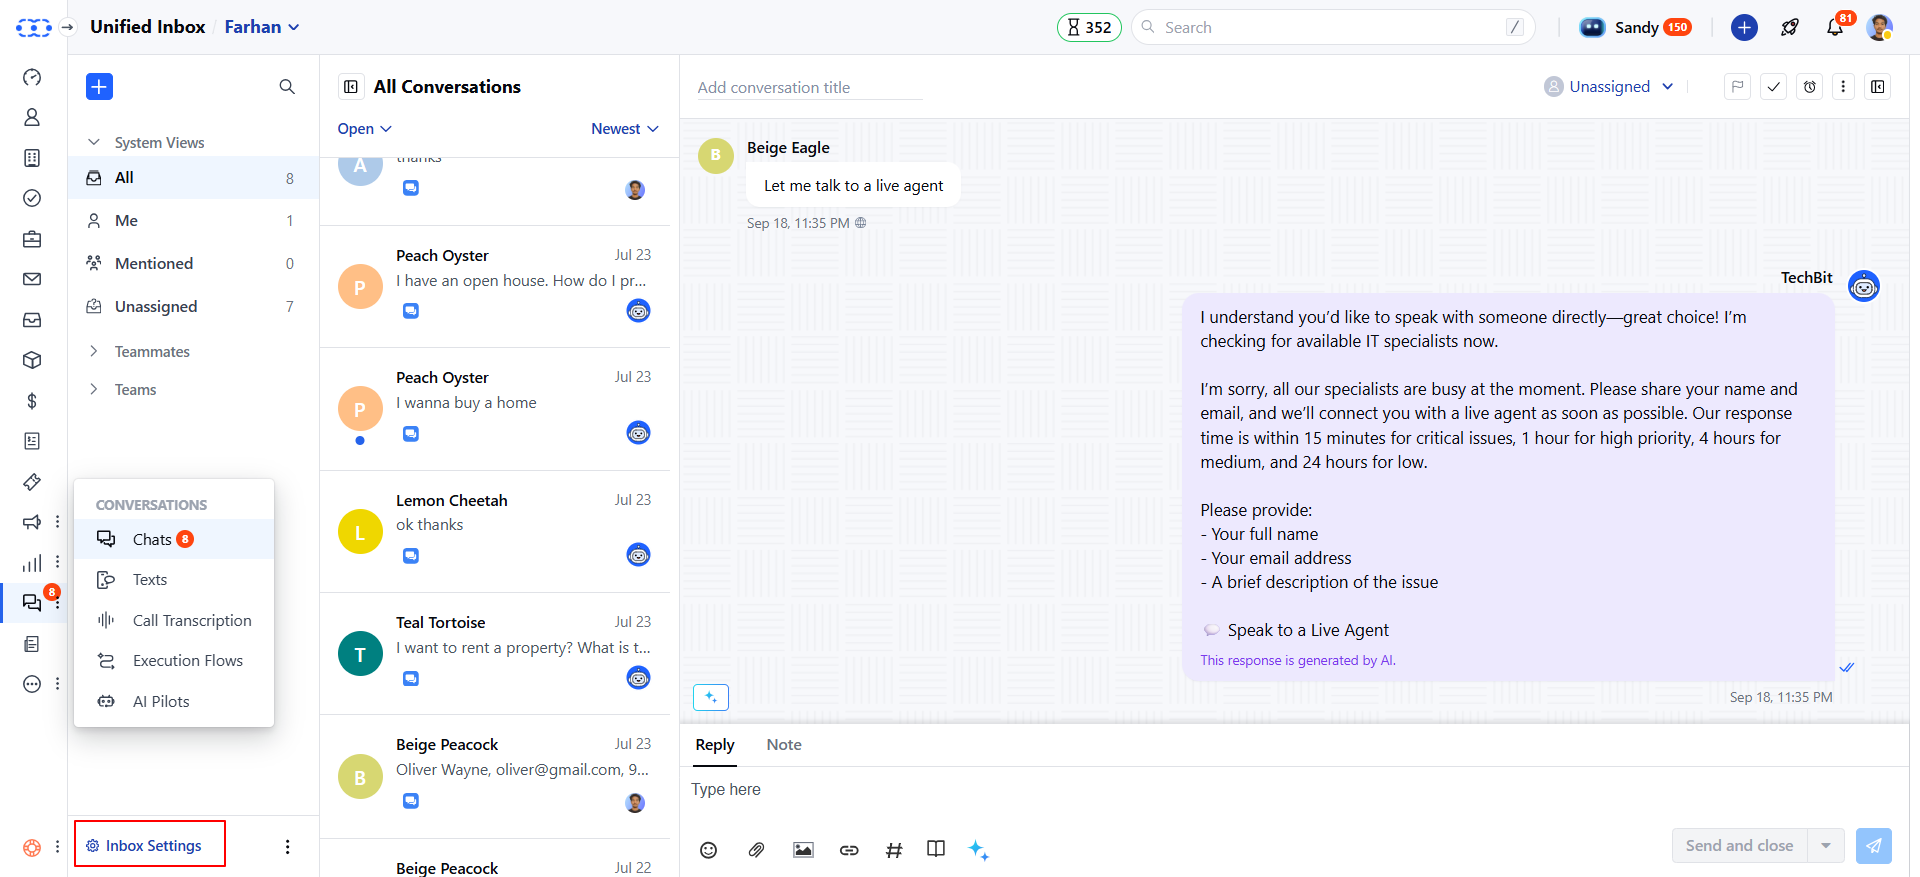 Unified Inbox / Farhan
352
Search /
Sandy 150
81
System Views
All 8
Me 1
Mentioned 0
Unassigned 7
Teammates
Teams
CONVERSATIONS
Chats 8
Texts
Call Transcription
Execution Flows
AI Pilots
8
Inbox Settings
All Conversations
Open Newest
A thanks
Peach Oyster Jul 23
P I have an open house. How do I pr...
Peach Oyster Jul 23
P I wanna buy a home
Lemon Cheetah Jul 23
L ok thanks
Teal Tortoise Jul 23
T I want to rent a property? What is t...
Beige Peacock Jul 23
B Oliver Wayne, oliver@gmail.com, 9...
Beige Peacock Jul 22
Add conversation title
Unassigned
B Beige Eagle
Let me talk to a live agent
Sep 18, 11:35 PM
TechBit
I understand you’d like to speak with someone directly—great choice! I’m
checking for available IT specialists now.
I’m sorry, all our specialists are busy at the moment. Please share your name and
email, and we’ll connect you with a live agent as soon as possible. Our response
time is within 15 minutes for critical issues, 1 hour for high priority, 4 hours for
medium, and 24 hours for low.
Please provide:
- Your full name
- Your email address
- A brief description of the issue
Speak to a Live Agent
This response is generated by AI.
Sep 18, 11:35 PM
Reply Note
Type here
Send and close